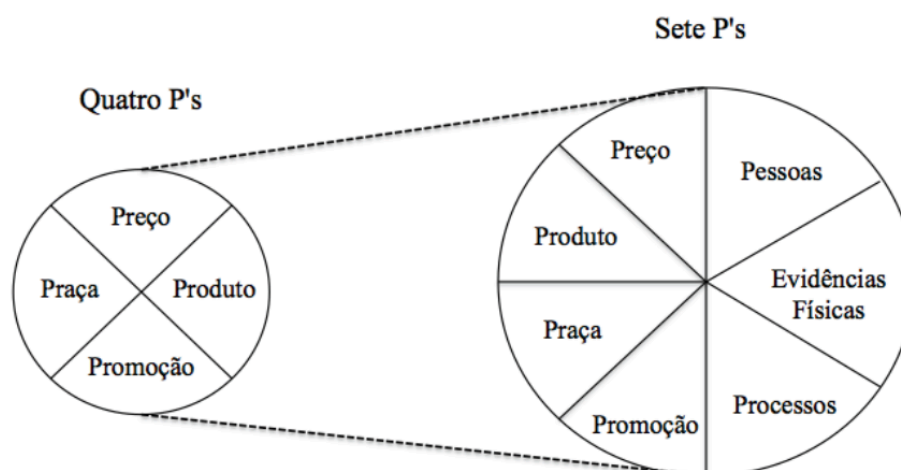 Sete P's
Quatro P's
Preço
Pessoas
Preço
Produto
Praça
Produto
Evidências
Físicas
Praça
Promoção
Promoção
Processos